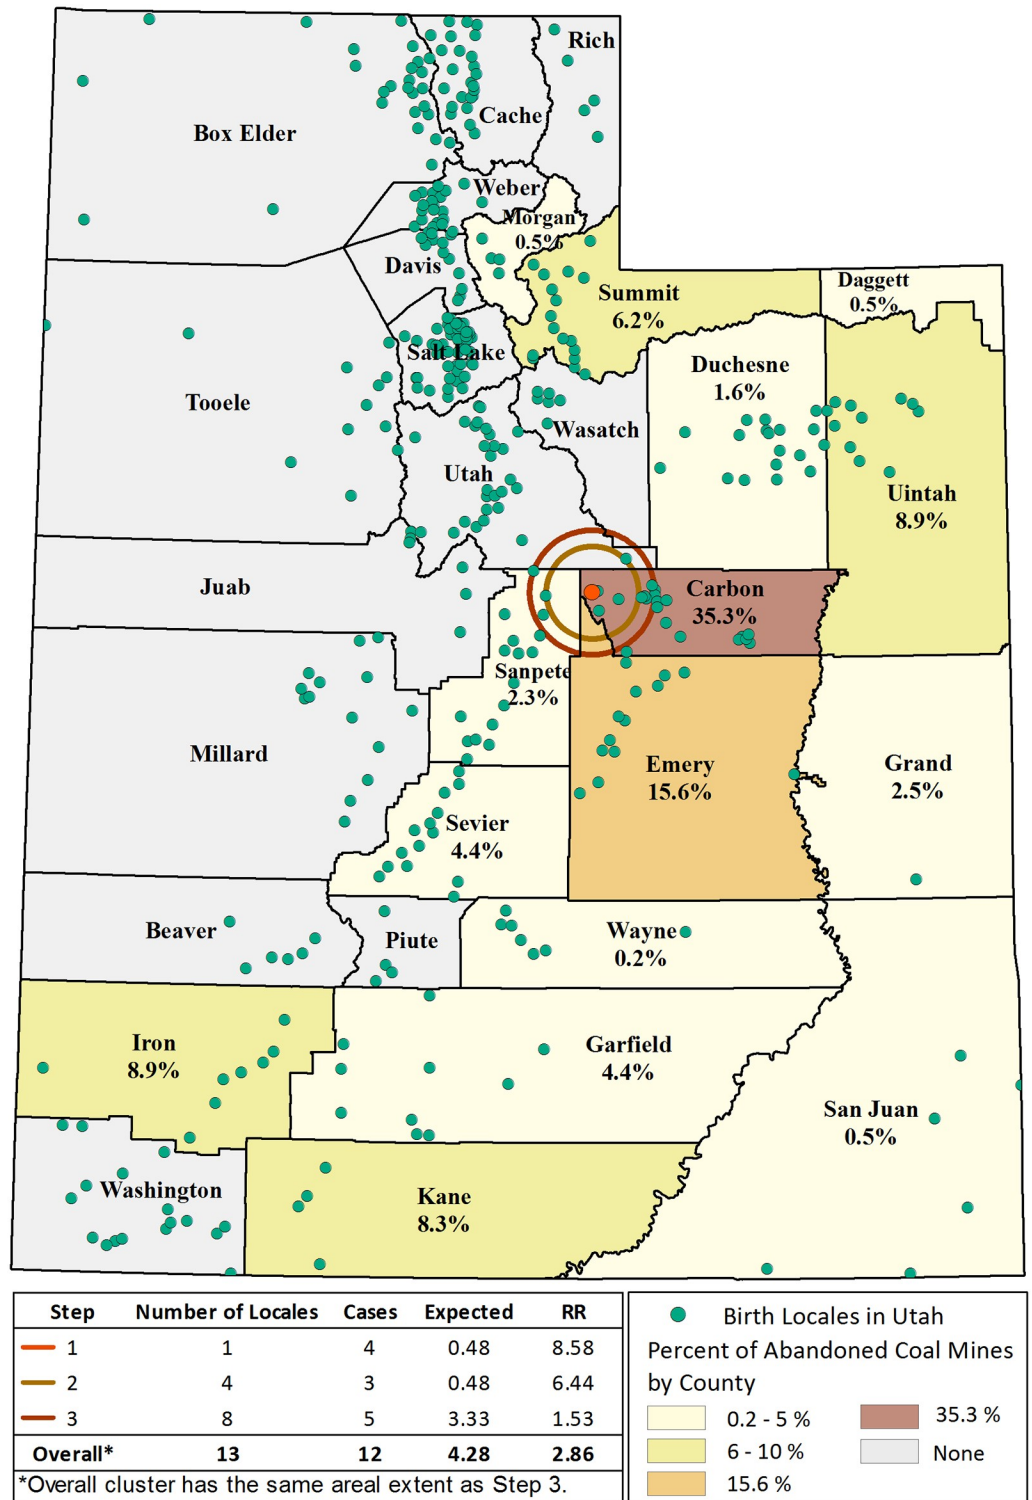 Rich
Cache
Box Elder
Weber
Morgan
0.5%
Davis
Summit
6.2%
Daggett
0.5%
Salt Lake
Duchesne
1.6%
Tooele
Wasatch
Utah
Uintah
8.9%
Juab
Carbon
35.3%
Sanpete
2.3%
Millard
Emery
15.6%
Grand
2.5%
Sevier
4.4%
Beaver
Piute
Wayne
0.2%
Iron
8.9%
Garfield
4.4%
San Juan
0.5%
Washington
Kane
8.3%
Step Number of Locales Cases Expected RR
1 1 4 0.48 8.58
2 4 3 0.48 6.44
3 8 5 3.33 1.53
Overall* 13 12 4.28 2.86
*Overall cluster has the same areal extent as Step 3.
Birth Locales in Utah
Percent of Abandoned Coal Mines
by County
0.2 - 5 % 35.3 %
6 - 10 % None
15.6 %